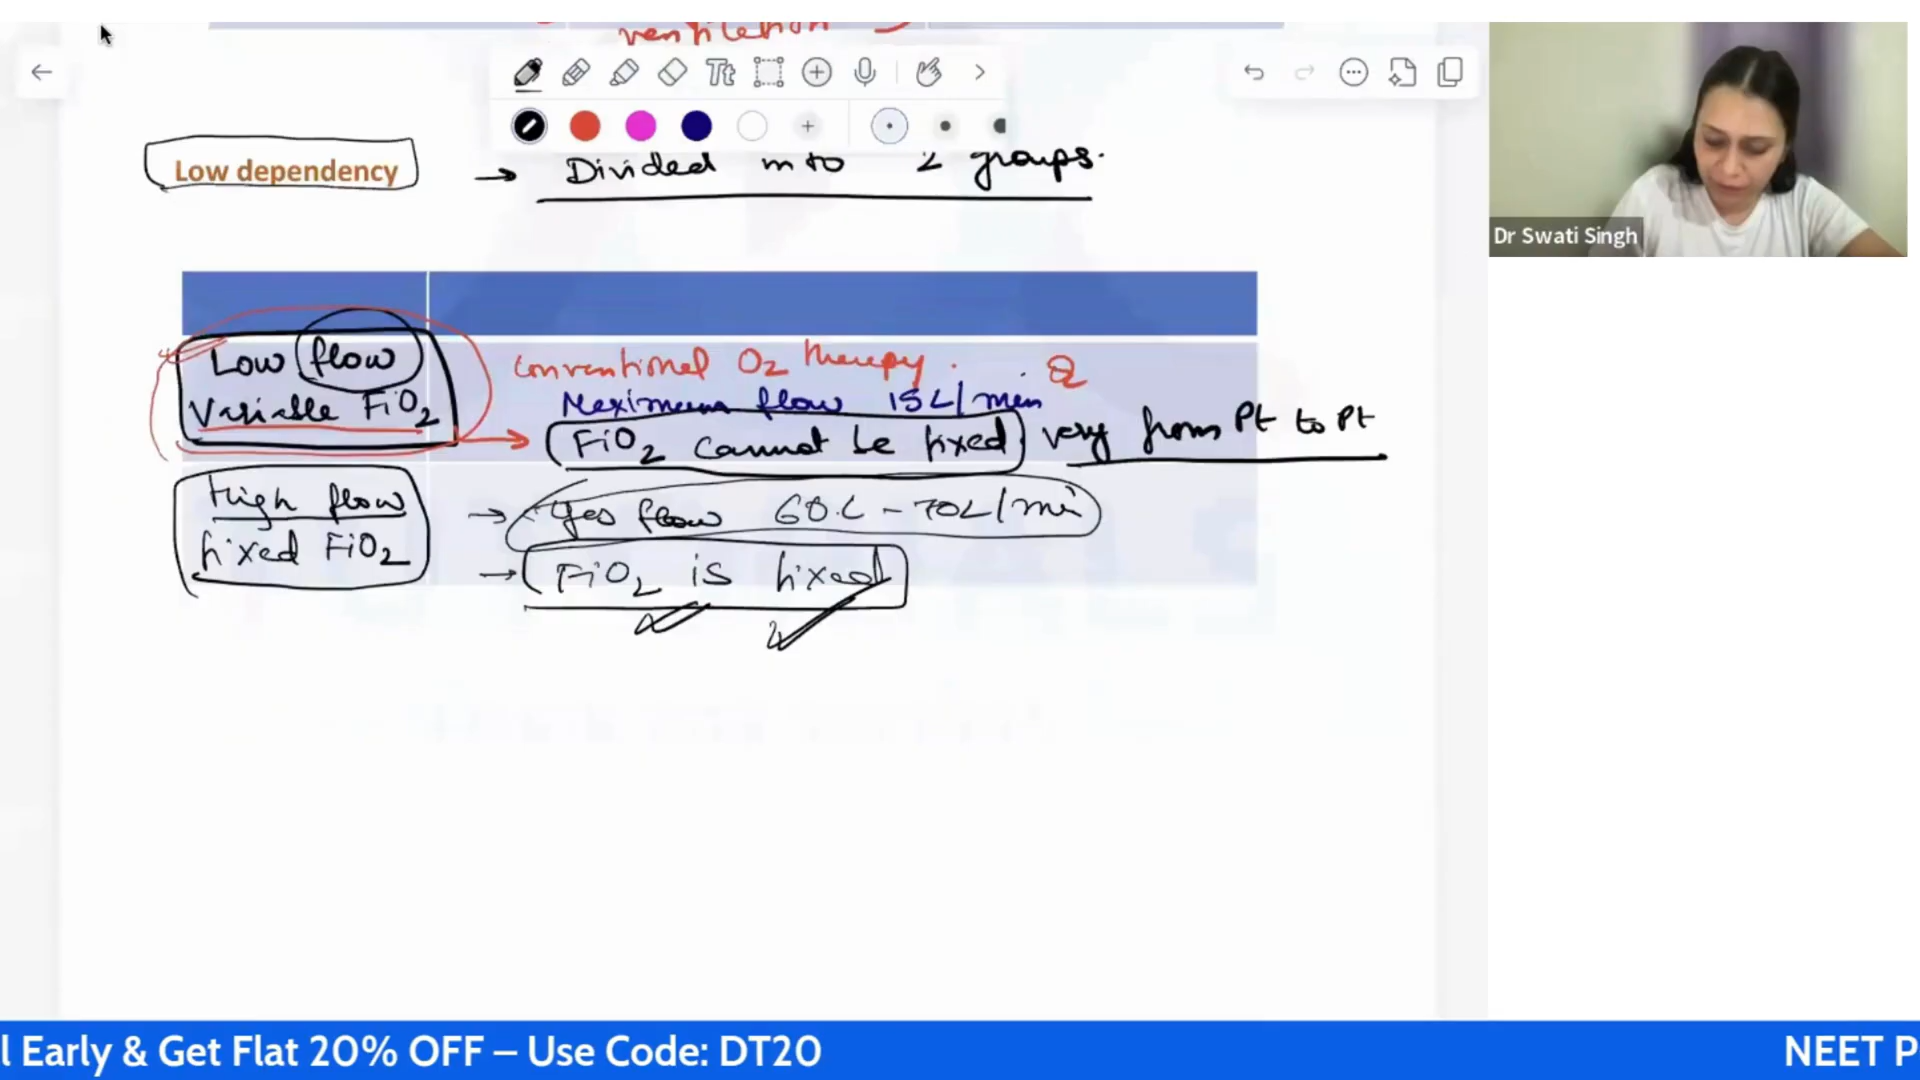 ventilation
Tt
Low dependency → Divided into 2 groups.
Dr Swati Singh
Low flow
Variable FiO2
Conventional O2 therapy.
Maximum flow 15L/min
FiO2 cannot be fixed vary from Pt to Pt
High flow
fixed FiO2
→ flow 60L - 70L/min
→ FiO2 is fixed
l Early & Get Flat 20% OFF – Use Code: DT20
NEET P